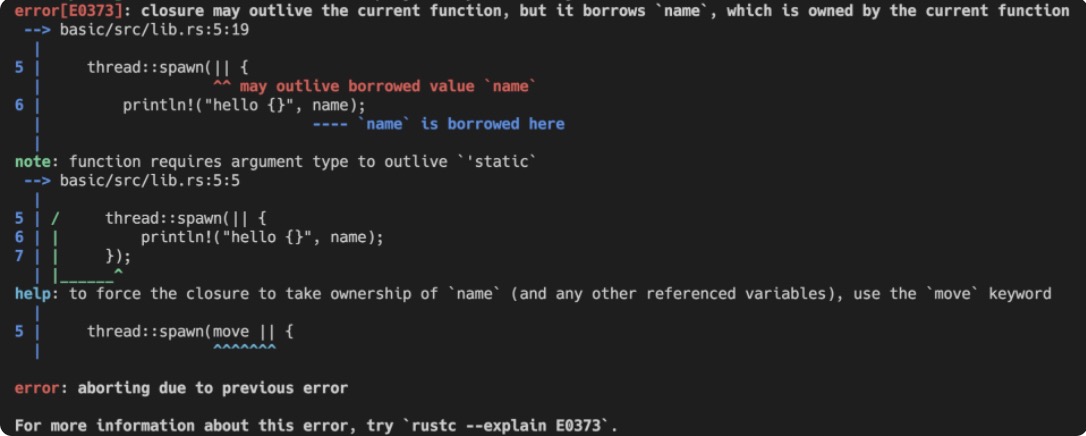 error[E0373]: closure may outlive the current function, but it borrows `name`, which is owned by the current function
 --> basic/src/lib.rs:5:19
  |
5 |     thread::spawn(|| {
  |                   ^^ may outlive borrowed value `name`
6 |         println!("hello {}", name);
  |                              ---- `name` is borrowed here
  |
note: function requires argument type to outlive `'static`
 --> basic/src/lib.rs:5:5
  |
5 | /     thread::spawn(|| {
6 | |         println!("hello {}", name);
7 | |     });
  | |______^
help: to force the closure to take ownership of `name` (and any other referenced variables), use the `move` keyword
  |
5 |     thread::spawn(move || {
  |                   ^^^^^^^
  |
error: aborting due to previous error
For more information about this error, try `rustc --explain E0373`.